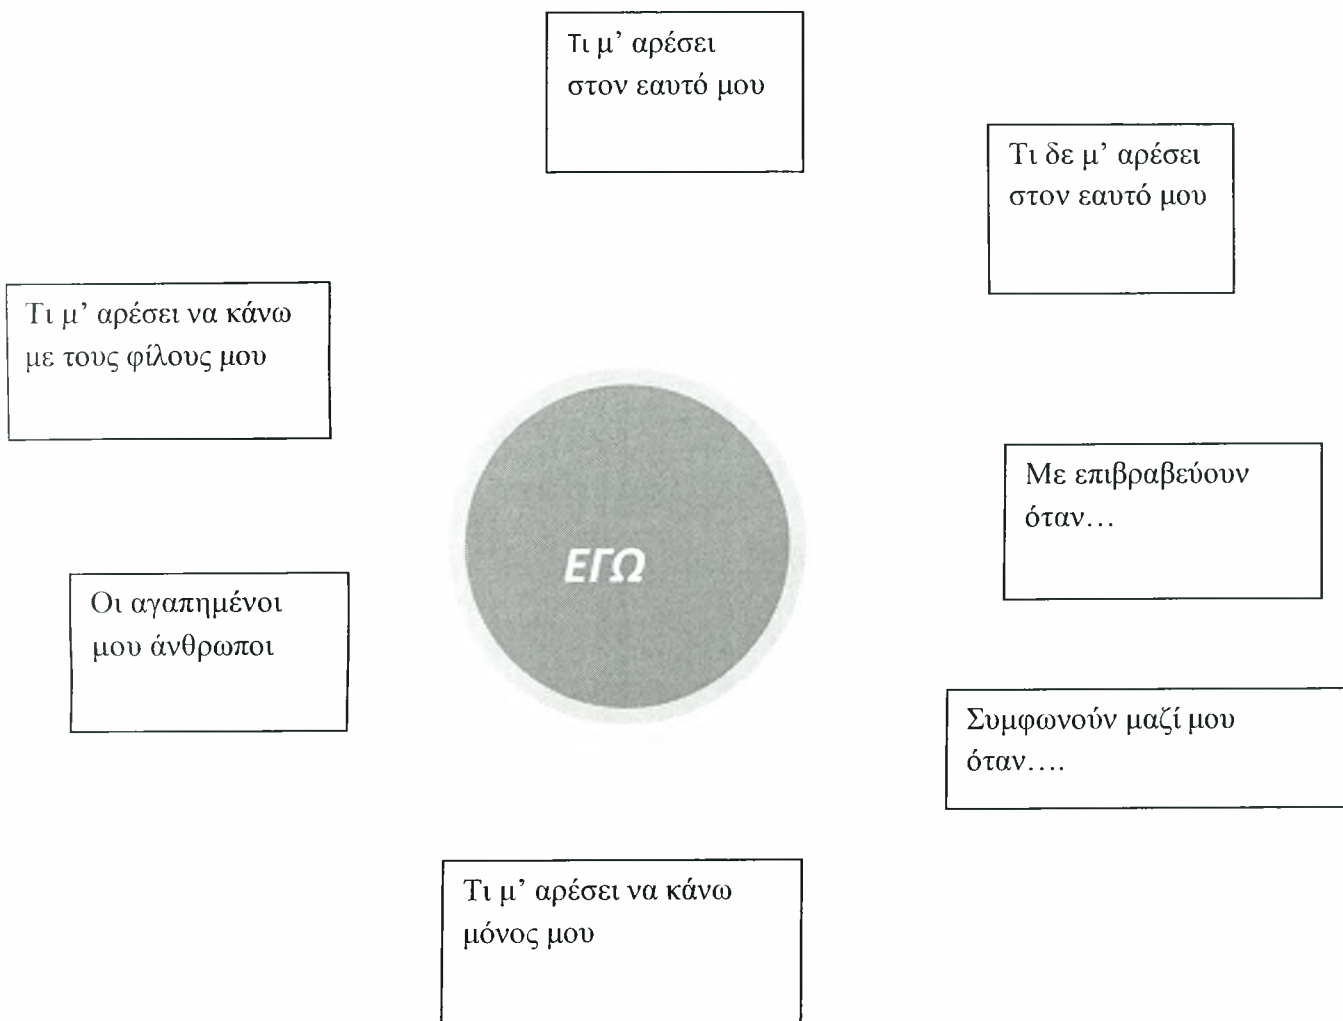 Τι μ’ αρέσει
στον εαυτό μου
Τι δε μ’ αρέσει
στον εαυτό μου
Τι μ’ αρέσει να κάνω
με τους φίλους μου
Με επιβραβεύουν
όταν…
ΕΓΩ
Οι αγαπημένοι
μου άνθρωποι
Συμφωνούν μαζί μου
όταν….
Τι μ’ αρέσει να κάνω
μόνος μου